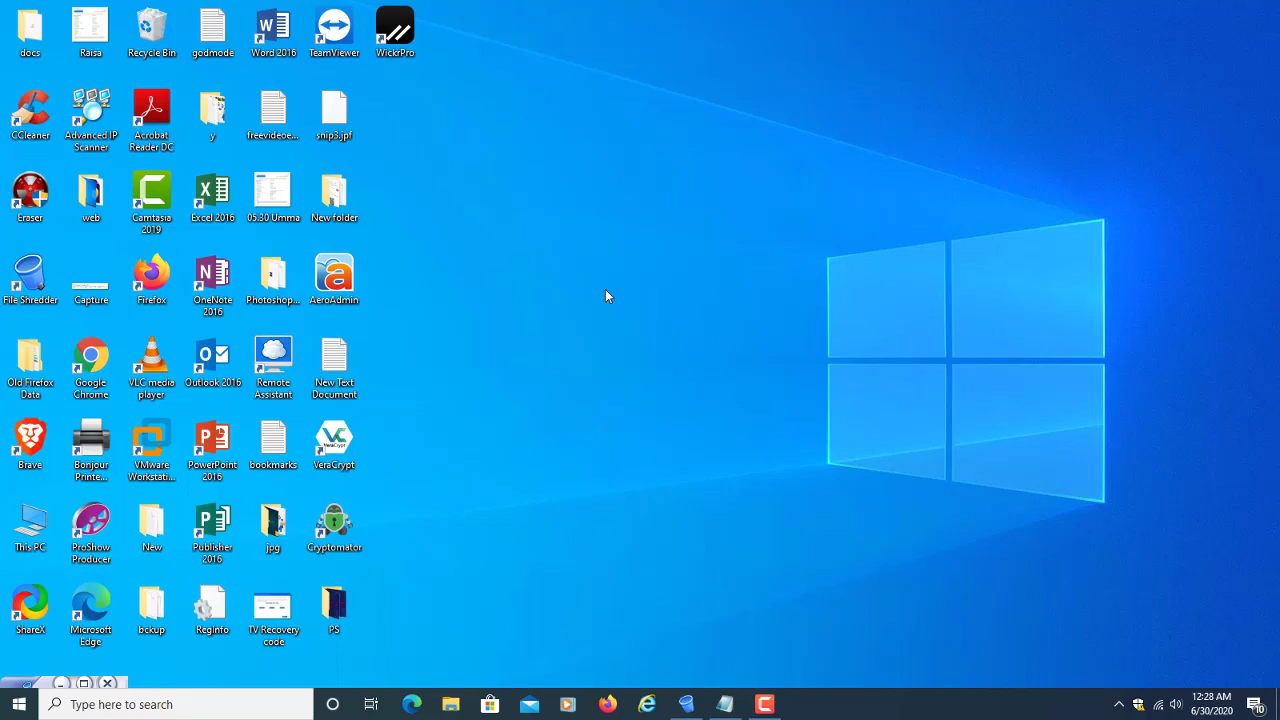 docs
Raisa
Recycle Bin
godmode
Word 2016
TeamViewer
WickrPro
CCleaner
Advanced IP
Scanner
Acrobat
Reader DC
y
freevideoe...
snip3.jpf
Eraser
web
Camtasia
2019
Excel 2016
05.30 Umma
New folder
File Shredder
Capture
Firefox
OneNote
2016
Photoshop...
AeroAdmin
Old Firefox
Data
Google
Chrome
VLC media
player
Outlook 2016
Remote
Assistant
New Text
Document
Brave
Bonjour
Printe...
VMware
Workstati...
PowerPoint
2016
bookmarks
VeraCrypt
VeraCrypt
This PC
ProShow
Producer
New
Publisher
2016
jpg
Cryptomator
ShareX
Microsoft
Edge
bckup
RegInfo
TV Recovery
code
PS
Type here to search
12:28 AM
6/30/2020